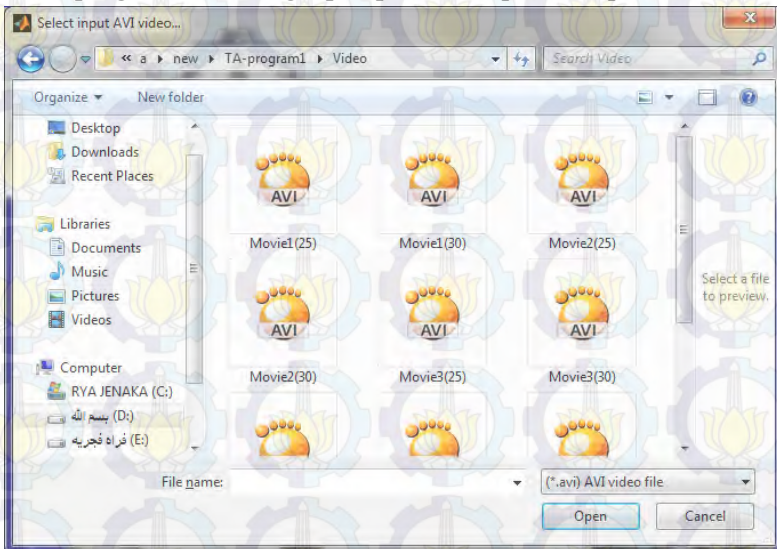 Select input AVI video...
« a ▸ new ▸ TA-program1 ▸ Video
Search Video
Organize ▾ New folder
Desktop
Downloads
Recent Places
Libraries
Documents
Music
Pictures
Videos
Computer
RYA JENAKA (C:)
بسم الله (D:)
فراه فجريه (E:)
AVI AVI AVI
Movie1(25) Movie1(30) Movie2(25)
AVI AVI AVI
Movie2(30) Movie3(25) Movie3(30)
Select a file
to preview.
File name:
(*.avi) AVI video file
Open Cancel